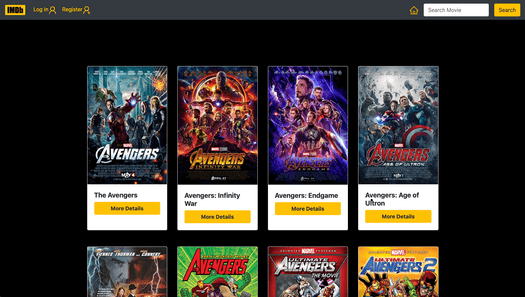 IMDb Log in Register Search Movie Search
AVENGERS
AVENGERS
INFINITY WAR
AVENGERS
ENDGAME
AVENGERS
AGE OF ULTRON
The Avengers
Avengers: Infinity
War
Avengers: Endgame
Avengers: Age of
Ultron
More Details
More Details
More Details
More Details
AVENGERS
ULTIMATE
AVENGERS
THE MOVIE
ULTIMATE
AVENGERS 2